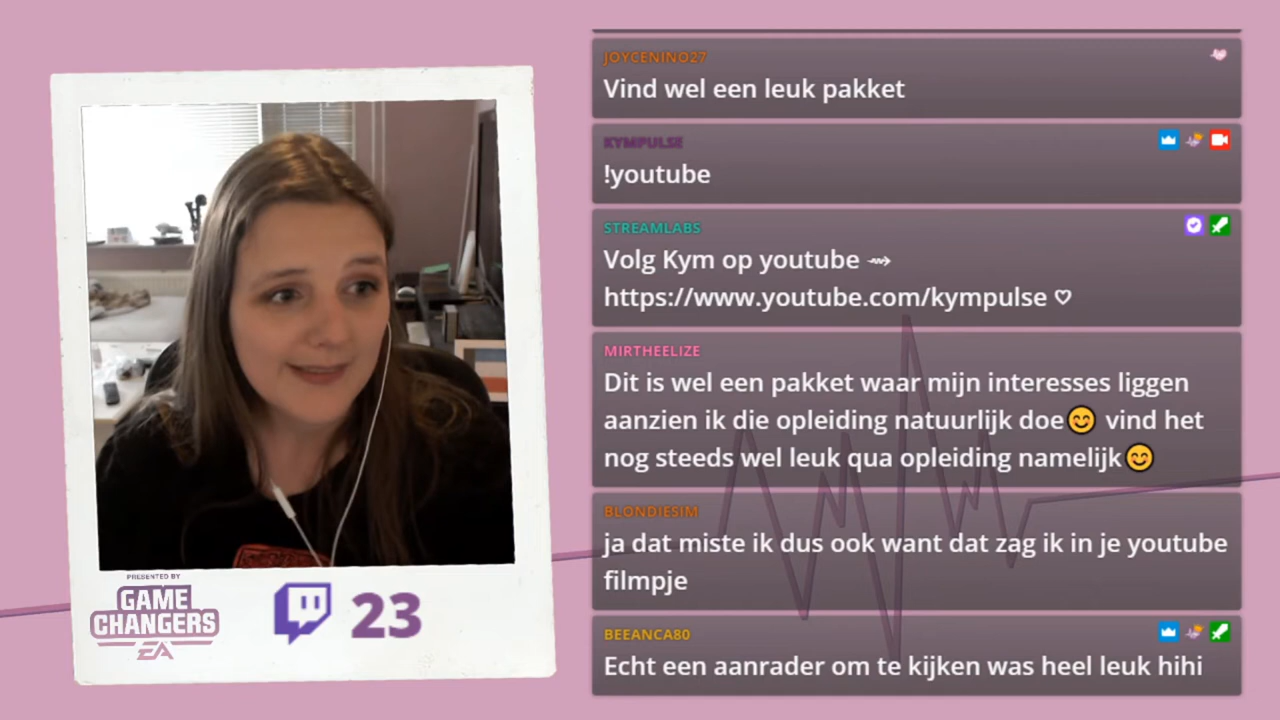 JOYCENINO27
Vind wel een leuk pakket
KYMPULSE
!youtube
STREAMLABS
Volg Kym op youtube ⇝
https://www.youtube.com/kympulse ♡
MIRTHEELIZE
Dit is wel een pakket waar mijn interesses liggen
aanzien ik die opleiding natuurlijk doe😊 vind het
nog steeds wel leuk qua opleiding namelijk😊
BLONDIESIM
ja dat miste ik dus ook want dat zag ik in je youtube
filmpje
BEEANCA80
Echt een aanrader om te kijken was heel leuk hihi
PRESENTED BY
GAME
CHANGERS
EA
23